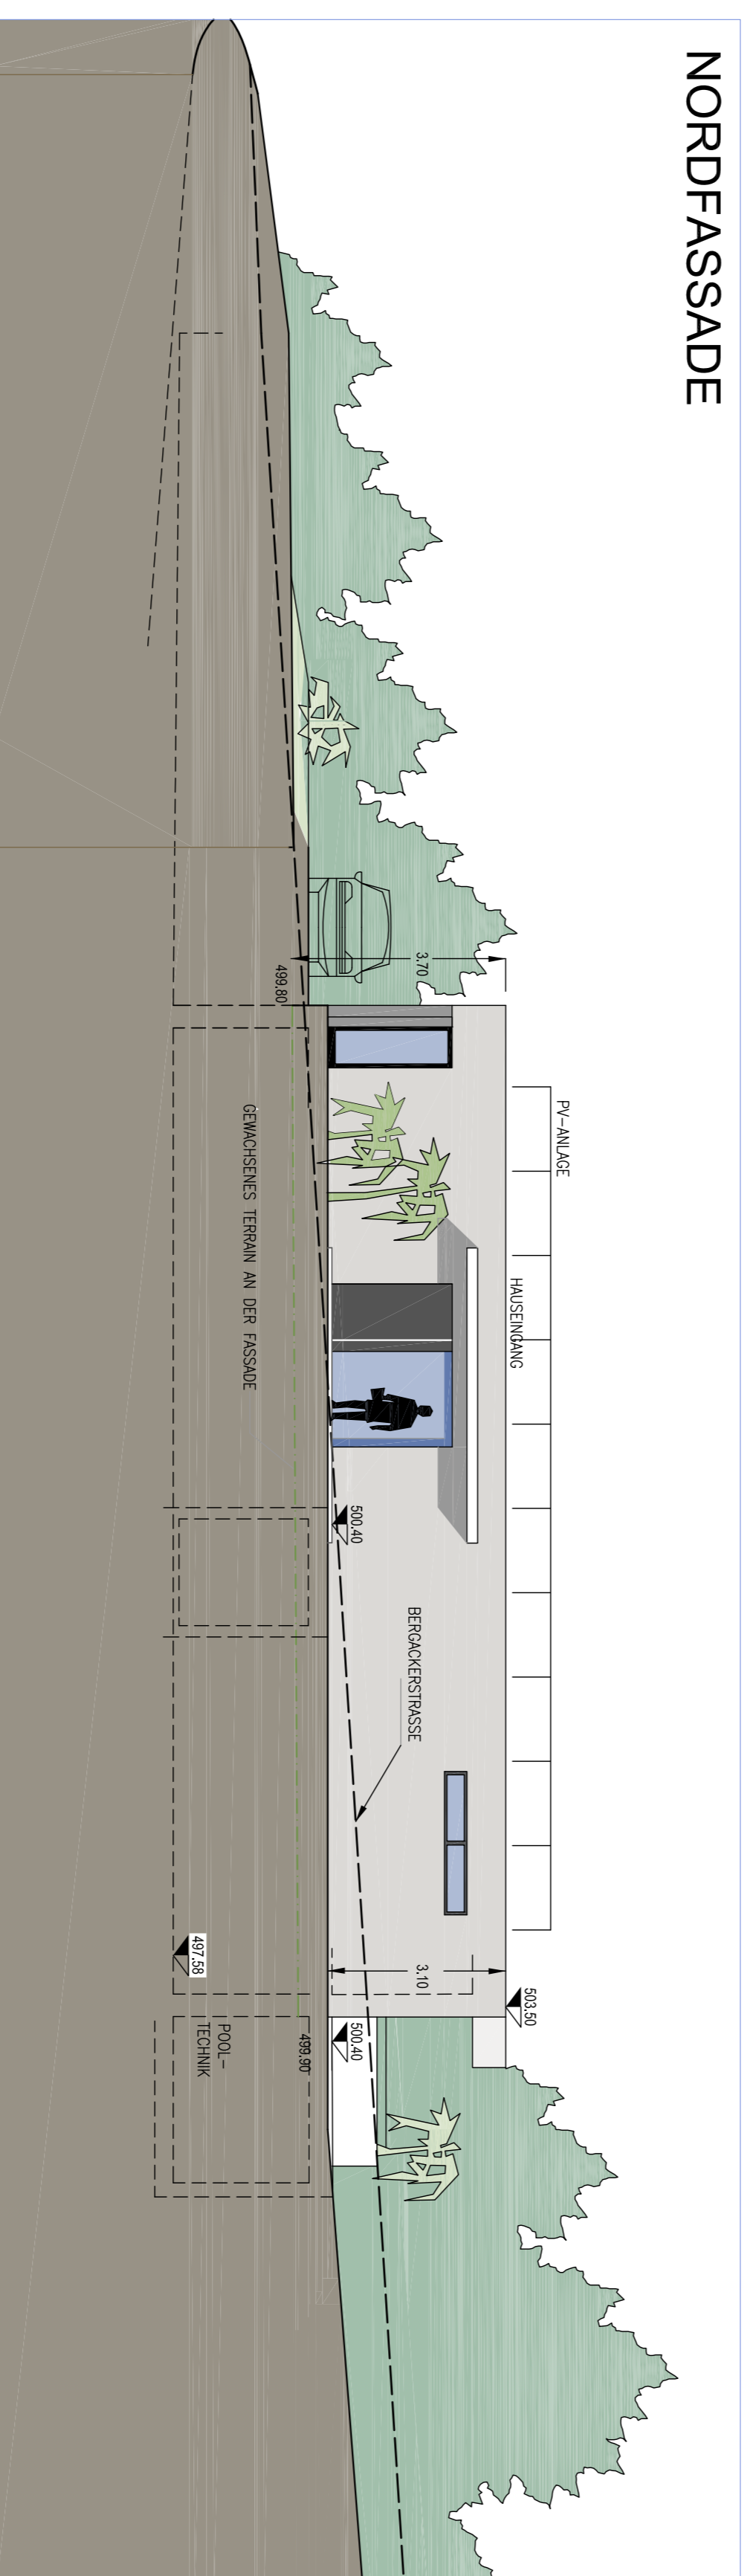 NORDFASSADE
PV-ANLAGE
HAUSEINGANG
503.50
3.70
BERGACKERSTRASSE
3.10
500.40
500.40
499.80
499.90
GEWACHSENES TERRAIN AN DER FASSADE
POOL-
TECHNIK
497.58